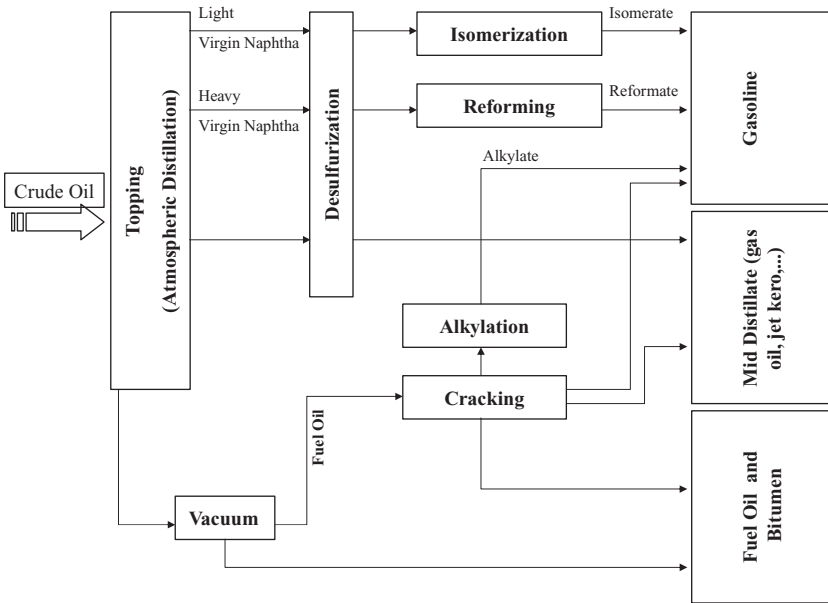 Light
Virgin Naphtha
Isomerization
Isomerate
Heavy
Virgin Naphtha
Reforming
Reformate
Gasoline
Crude Oil
Topping
(Atmospheric Distillation)
Desulfurization
Alkylate
Alkylation
Mid Distillate (gas
oil, jet kero,...)
Cracking
Fuel Oil
Vacuum
Fuel Oil and
Bitumen